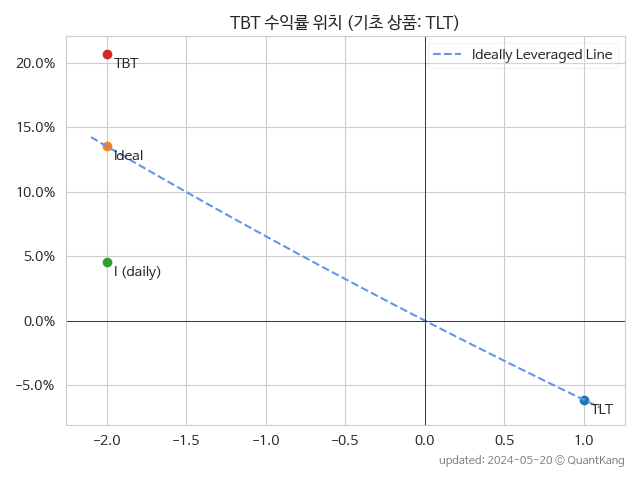 TBT 수익률 위치 (기초 상품: TLT)
Ideally Leveraged Line
20.0%
15.0%
10.0%
5.0%
0.0%
−5.0%
TBT
Ideal
I (daily)
TLT
−2.0 −1.5 −1.0 −0.5 0.0 0.5 1.0
updated: 2024-05-20 © QuantKang